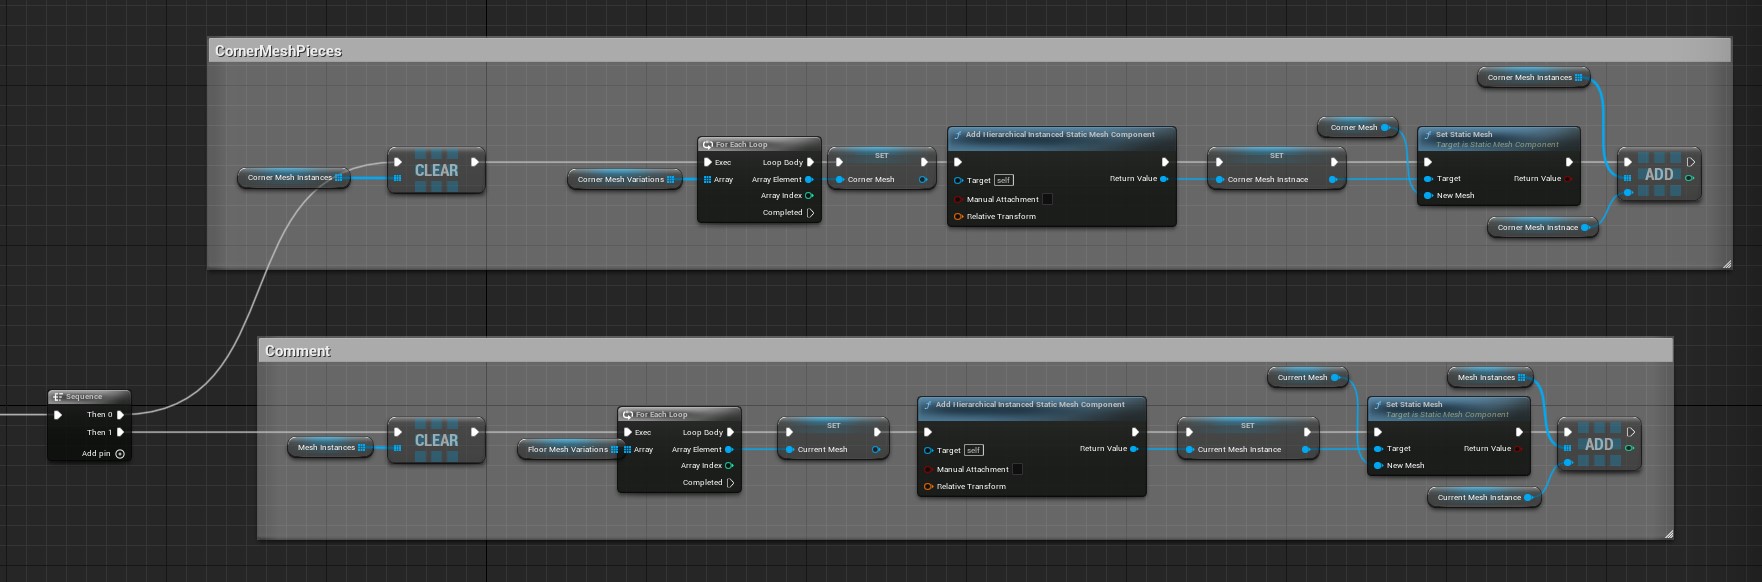 CornerMeshPieces
Corner Mesh Instances
Corner Mesh Instances
CLEAR
Corner Mesh Variations
For Each Loop
Exec
Loop Body
Array
Array Element
Array Index
Completed
SET
Corner Mesh
Add Hierarchical Instanced Static Mesh Component
Target
self
Return Value
Manual Attachment
Relative Transform
SET
Corner Mesh Instnace
Corner Mesh
Set Static Mesh
Target is Static Mesh Component
Target
Return Value
New Mesh
Corner Mesh Instnace
ADD
Comment
Sequence
Then 0
Then 1
Add pin
Mesh Instances
CLEAR
Floor Mesh Variations
For Each Loop
Exec
Loop Body
Array
Array Element
Array Index
Completed
SET
Current Mesh
Add Hierarchical Instanced Static Mesh Component
Target
self
Return Value
Manual Attachment
Relative Transform
SET
Current Mesh Instance
Current Mesh
Mesh Instances
Set Static Mesh
Target is Static Mesh Component
Target
Return Value
New Mesh
Current Mesh Instance
ADD